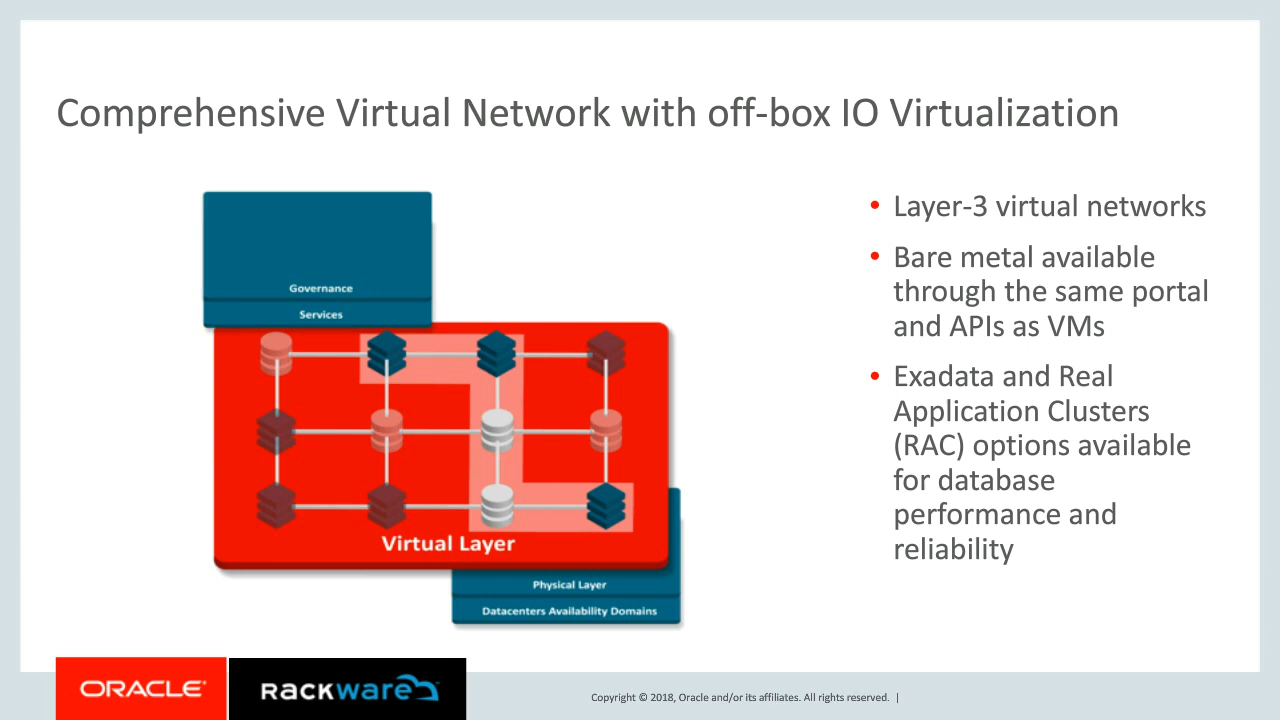 Comprehensive Virtual Network with off-box IO Virtualization
Governance
Services
Virtual Layer
Physical Layer
Datacenters Availability Domains
• Layer-3 virtual networks
• Bare metal available
through the same portal
and APIs as VMs
• Exadata and Real
Application Clusters
(RAC) options available
for database
performance and
reliability
ORACLE®
RACKWARE
Copyright © 2018, Oracle and/or its affiliates. All rights reserved. |